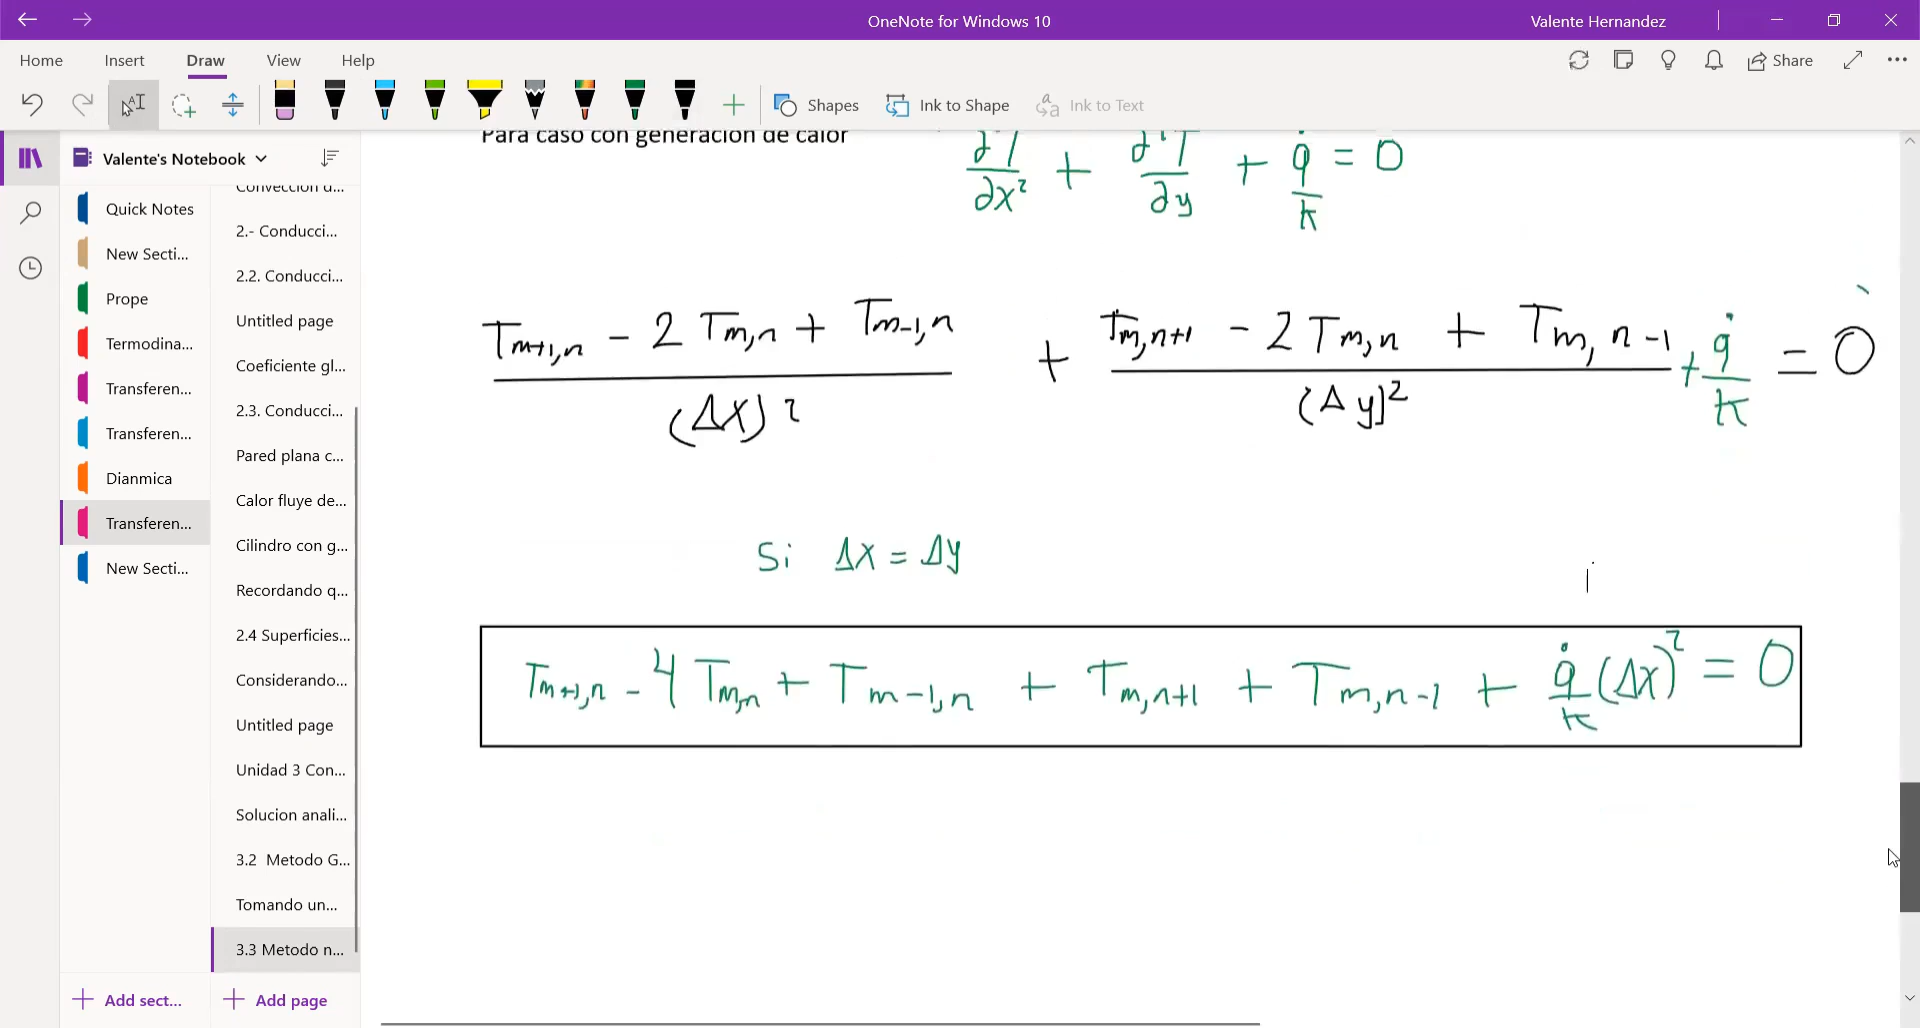 OneNote for Windows 10
Valente Hernandez
Home Insert Draw View Help
Share
Shapes
Ink to Shape
Ink to Text
Valente's Notebook
Quick Notes
New Secti...
Prope
Termodina...
Transferen...
Transferen...
Dianmica
Transferen...
New Secti...
Add sect...
Convección d...
2.- Conducci...
2.2. Conducci...
Untitled page
Coeficiente gl...
2.3. Conducci...
Pared plana c...
Calor fluye de...
Cilindro con g...
Recordando q...
2.4 Superficies...
Considerando...
Untitled page
Unidad 3 Con...
Solucion anali...
3.2 Metodo G...
Tomando un...
3.3 Metodo n...
Add page
Para caso con generación de calor
∂²T/∂x² + ∂²T/∂y + q̇/k = 0
(Tm+1,n - 2 Tm,n + Tm-1,n)/(Δx)² + (Tm,n+1 - 2 Tm,n + Tm,n-1)/(Δy]² + q̇/k = 0
Si Δx = Δy
Tm+1,n - 4 Tm,n + Tm-1,n + Tm,n+1 + Tm,n-1 + q̇/k (Δx)² = 0